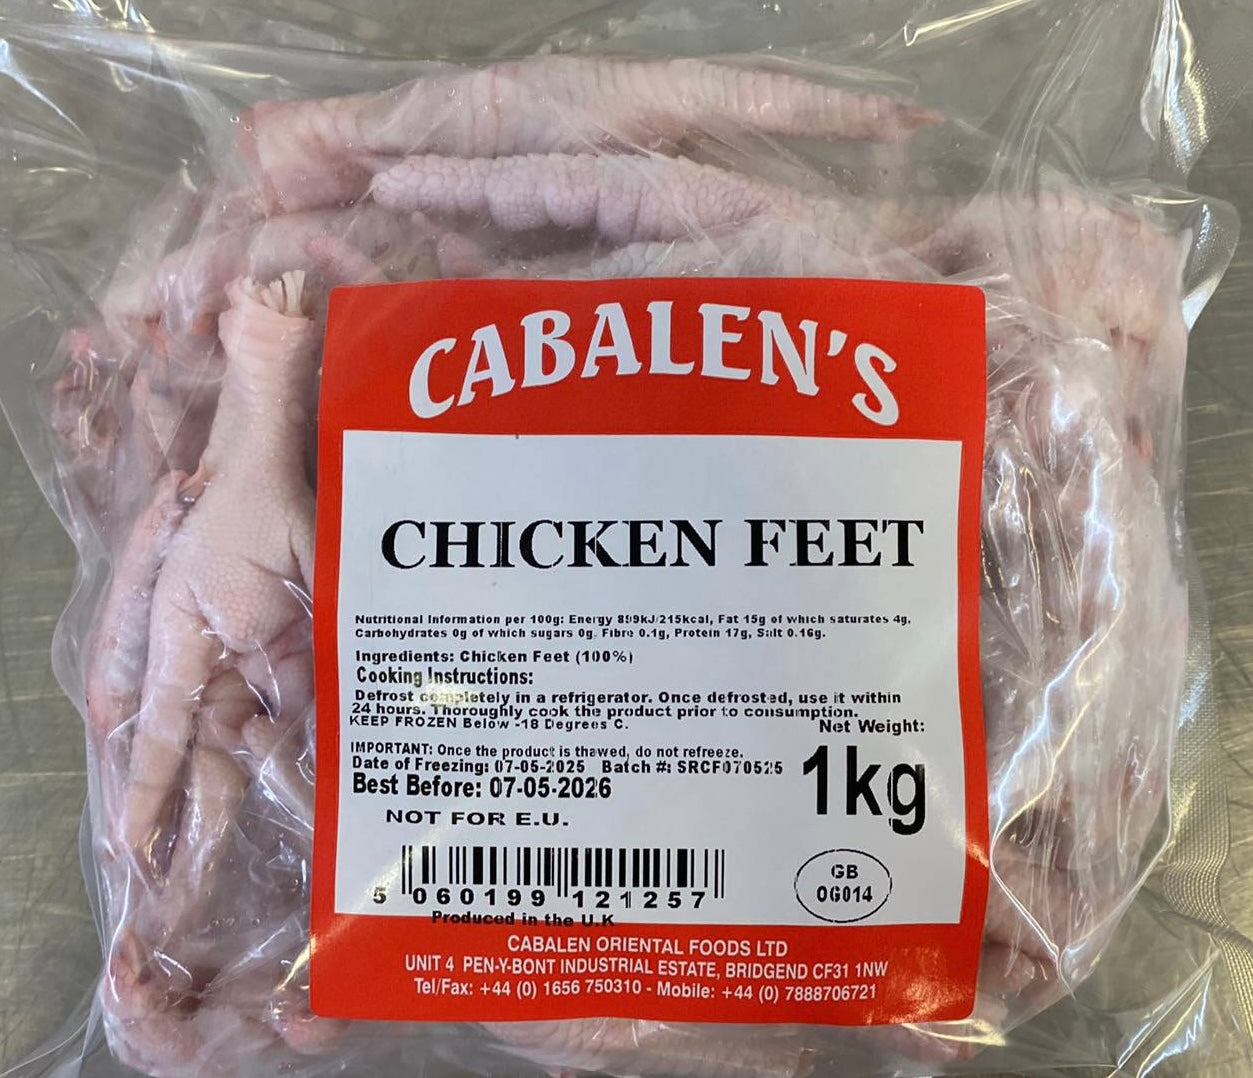 CABALEN'S
CHICKEN FEET
Nutritional Information per 100g: Energy 899kJ/215kcal, Fat 15g of which saturates 4g,
Carbohydrates 0g of which sugars 0g. Fibre 0.1g, Protein 17g, Salt 0.16g.
Ingredients: Chicken Feet (100%)
Cooking Instructions:
Defrost completely in a refrigerator. Once defrosted, use it within
24 hours. Thoroughly cook the product prior to consumption.
KEEP FROZEN Below -18 Degrees C.
Net Weight:
1kg
IMPORTANT: Once the product is thawed, do not refreeze.
Date of Freezing: 07-05-2025 Batch #: SRCF070525
Best Before: 07-05-2026
NOT FOR E.U.
5 060199 121257
GB
OG014
Produced in the U.K
CABALEN ORIENTAL FOODS LTD
UNIT 4 PEN-Y-BONT INDUSTRIAL ESTATE, BRIDGEND CF31 1NW
Tel/Fax: +44 (0) 1656 750310 - Mobile: +44 (0) 7888706721